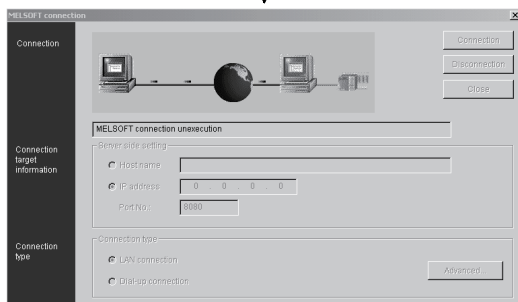 MELSOFT connection
Connection
Connection
Disconnection
Close
MELSOFT connection unexecution
Connection
target
information
Server side setting
Host name
IP address
0 . 0 . 0 . 0
Port No.:
8080
Connection
type
Connection type
LAN connection
Dial-up connection
Advanced...